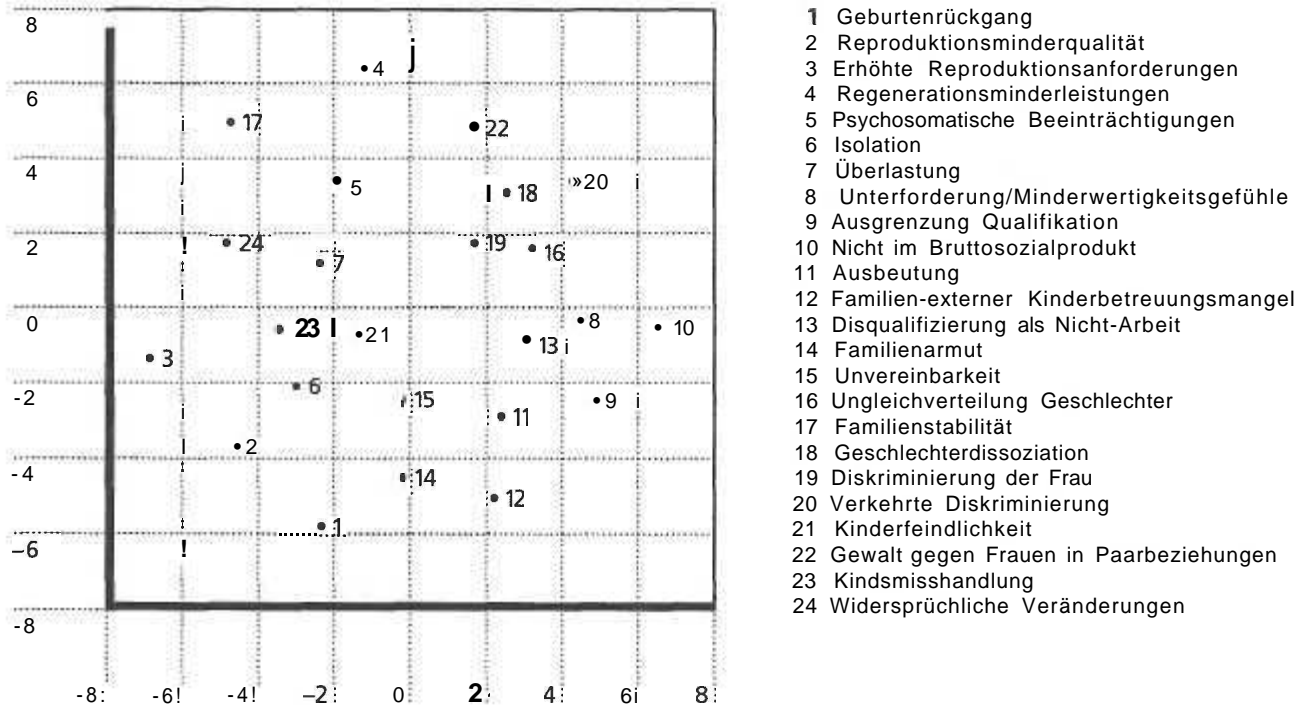 8
6
4
2
0
-2
-4
–6
-8
-8
-6
-4
–2
0
2
4
6
8
4
17
22
5
18
20
24
7
19
16
23
21
8
10
13
3
6
15
11
9
2
14
12
1
1 Geburtenrückgang
2 Reproduktionsminderqualität
3 Erhöhte Reproduktionsanforderungen
4 Regenerationsminderleistungen
5 Psychosomatische Beeinträchtigungen
6 Isolation
7 Überlastung
8 Unterforderung/Minderwertigkeitsgefühle
9 Ausgrenzung Qualifikation
10 Nicht im Bruttosozialprodukt
11 Ausbeutung
12 Familien-externer Kinderbetreuungsmangel
13 Disqualifizierung als Nicht-Arbeit
14 Familienarmut
15 Unvereinbarkeit
16 Ungleichverteilung Geschlechter
17 Familienstabilität
18 Geschlechterdissoziation
19 Diskriminierung der Frau
20 Verkehrte Diskriminierung
21 Kinderfeindlichkeit
22 Gewalt gegen Frauen in Paarbeziehungen
23 Kindsmisshandlung
24 Widersprüchliche Veränderungen